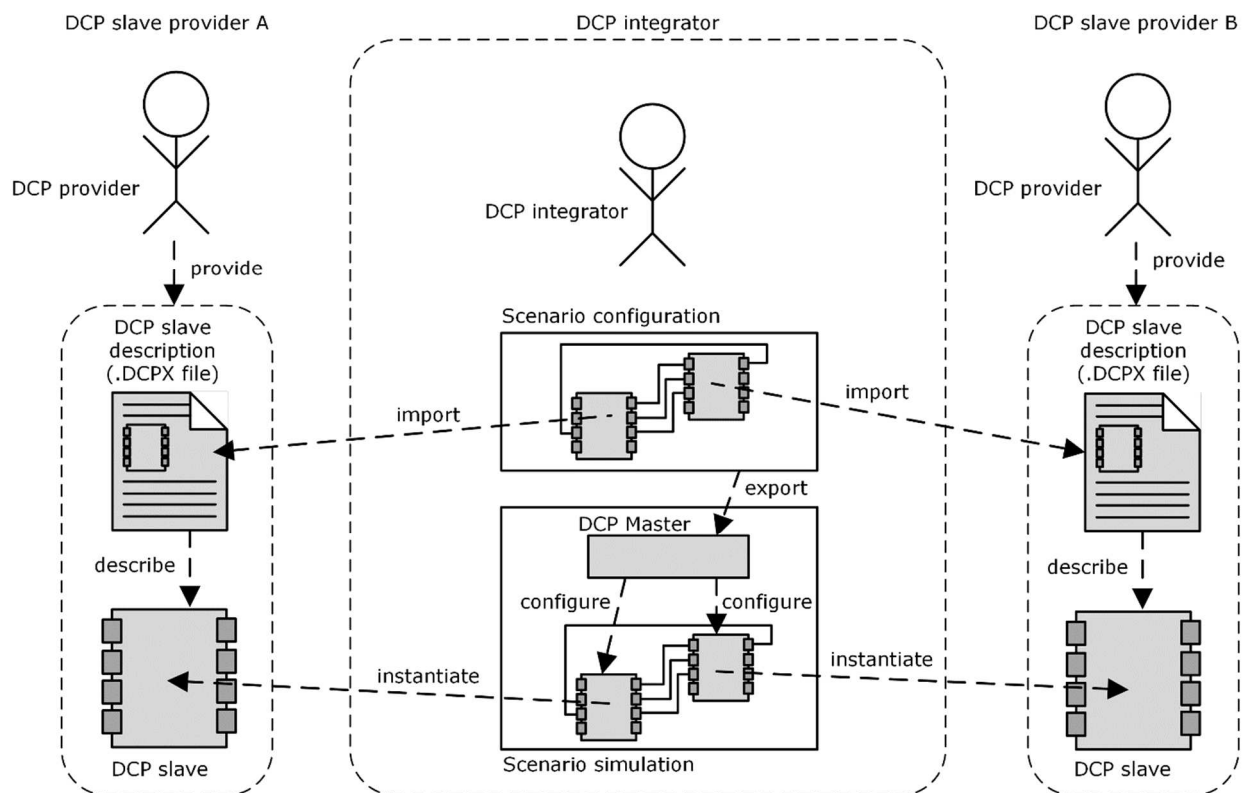 DCP slave provider A
DCP integrator
DCP slave provider B
DCP provider
DCP integrator
DCP provider
provide
provide
DCP slave
description
(.DCPX file)
Scenario configuration
DCP slave
description
(.DCPX file)
import
import
export
DCP Master
describe
configure
configure
describe
instantiate
instantiate
DCP slave
Scenario simulation
DCP slave